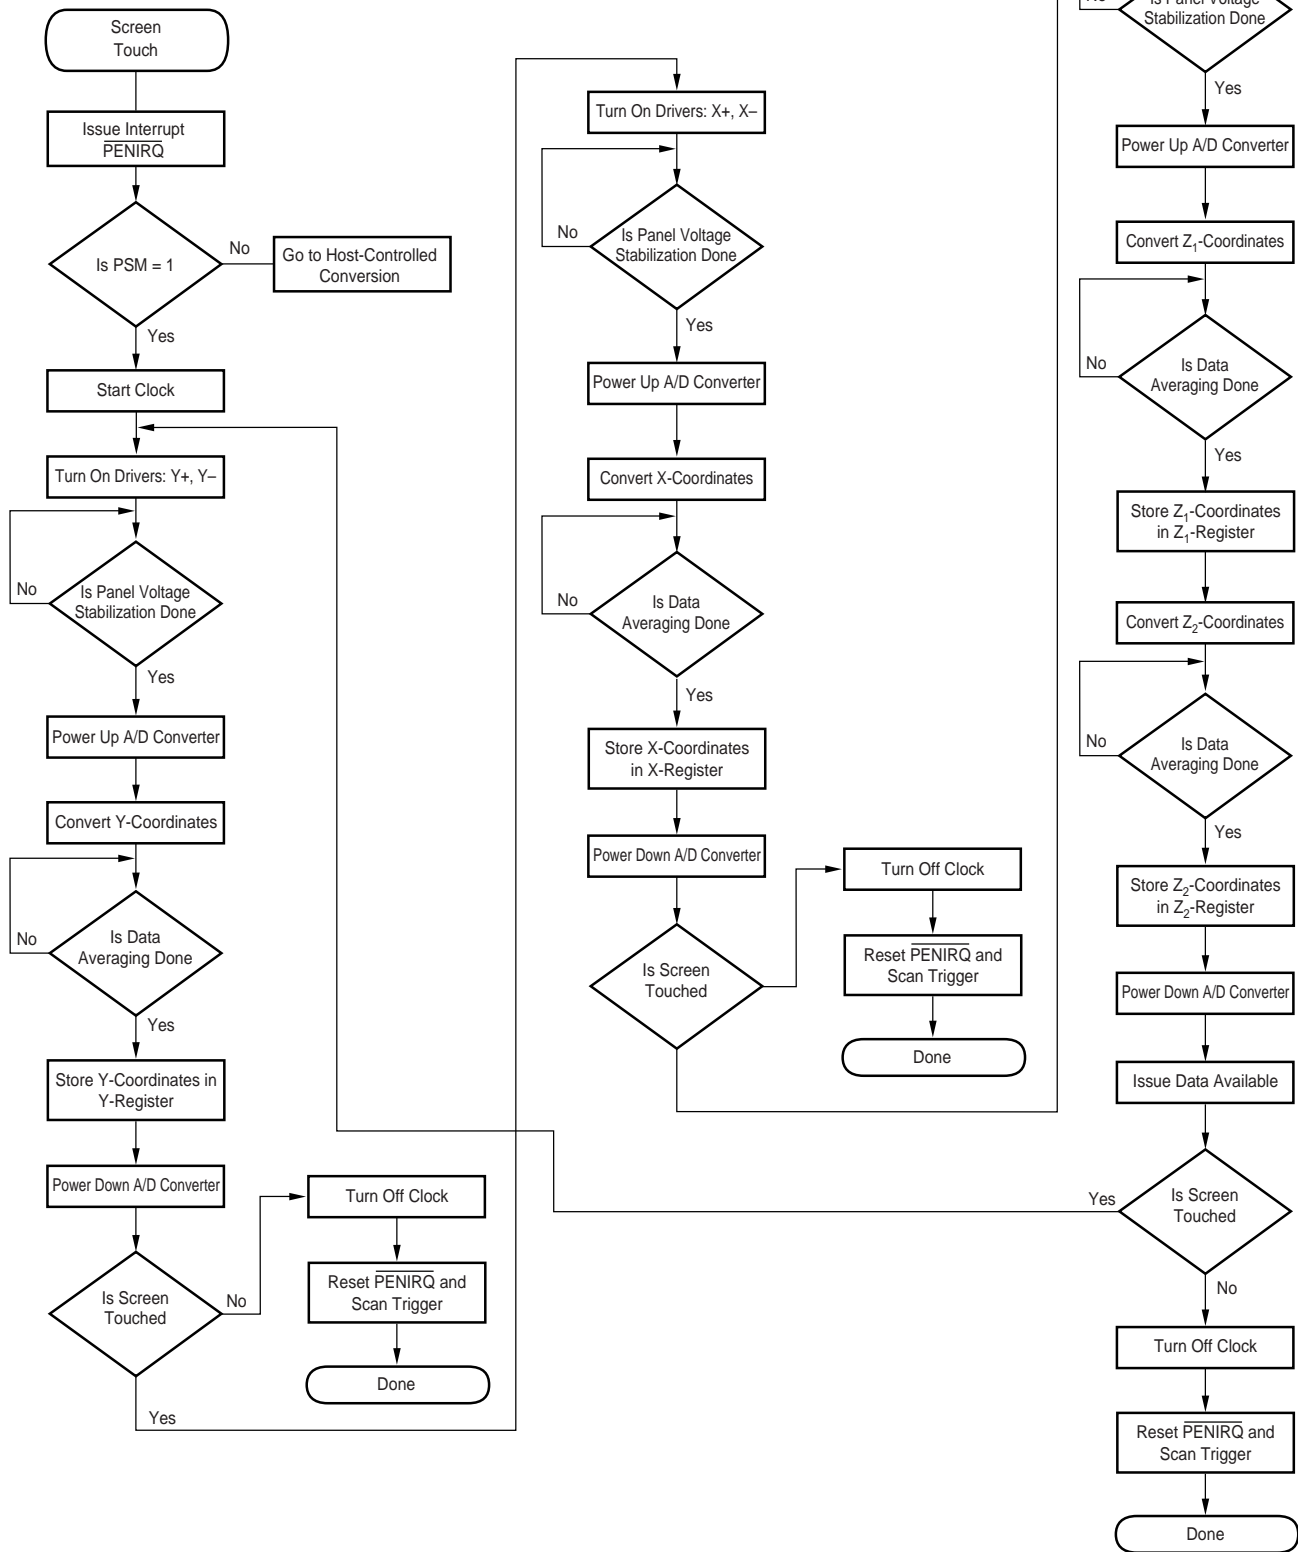 Screen
Touch
Issue Interrupt
PENIRQ
Is PSM = 1
No
Go to Host-Controlled
Conversion
Yes
Start Clock
Turn On Drivers: Y+, Y–
Is Panel Voltage
Stabilization Done
No
Yes
Power Up A/D Converter
Convert Y-Coordinates
Is Data
Averaging Done
No
Yes
Store Y-Coordinates in
Y-Register
Power Down A/D Converter
Is Screen
Touched
No
Yes
Turn Off Clock
Reset PENIRQ and
Scan Trigger
Done
Turn On Drivers: X+, X–
Is Panel Voltage
Stabilization Done
No
Yes
Power Up A/D Converter
Convert X-Coordinates
Is Data
Averaging Done
No
Yes
Store X-Coordinates
in X-Register
Power Down A/D Converter
Is Screen
Touched
Turn Off Clock
Reset PENIRQ and
Scan Trigger
Done
Is Panel Voltage
Stabilization Done
No
Yes
Power Up A/D Converter
Convert Z₁-Coordinates
Is Data
Averaging Done
No
Yes
Store Z₁-Coordinates
in Z₁-Register
Convert Z₂-Coordinates
Is Data
Averaging Done
No
Yes
Store Z₂-Coordinates
in Z₂-Register
Power Down A/D Converter
Issue Data Available
Is Screen
Touched
Yes
No
Turn Off Clock
Reset PENIRQ and
Scan Trigger
Done